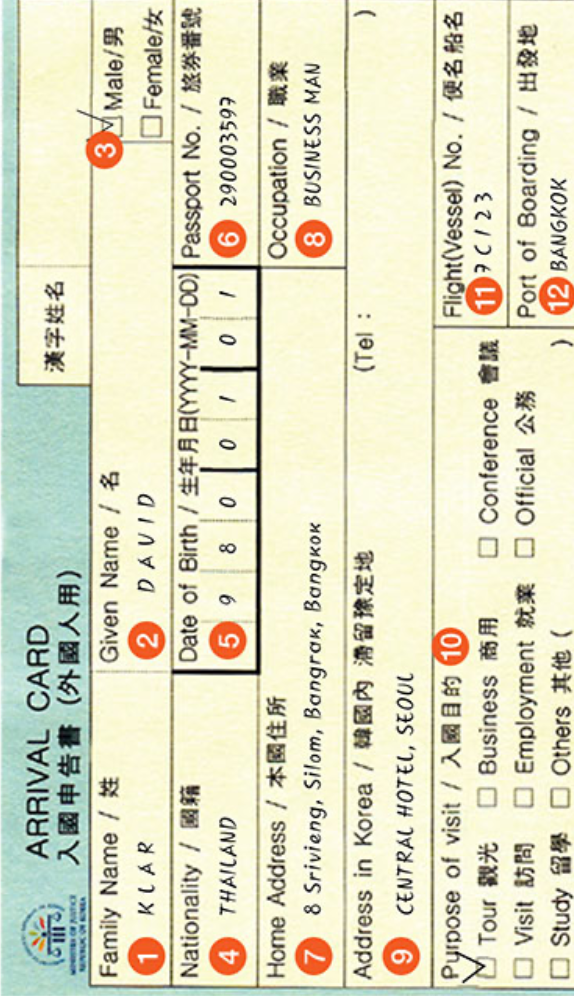 MINISTRY OF JUSTICE
REPUBLIC OF KOREA
ARRIVAL CARD
入國申告書 (外國人用)
漢字姓名
Family Name / 姓
1 KLAR
Given Name / 名
2 DAVID
3 Male/男
Female/女
Nationality / 國籍
4 THAILAND
Date of Birth / 生年月日(YYYY-MM-DD)
5 9 8 0 0 1 0 1
Passport No. / 旅券番號
6 290003599
Home Address / 本國住所
7 8 Srivieng, Silom, Bangrak, Bangkok
Occupation / 職業
8 BUSINESS MAN
Address in Korea / 韓國內 滯留豫定地 (Tel : )
9 CENTRAL HOTEL, SEOUL
Purpose of visit / 入國目的 10
Tour 觀光 Business 商用 Conference 會議
Visit 訪問 Employment 就業 Official 公務
Study 留學 Others 其他 ( )
Flight(Vessel) No. / 便名船名
11 7C123
Port of Boarding / 出發地
12 BANGKOK